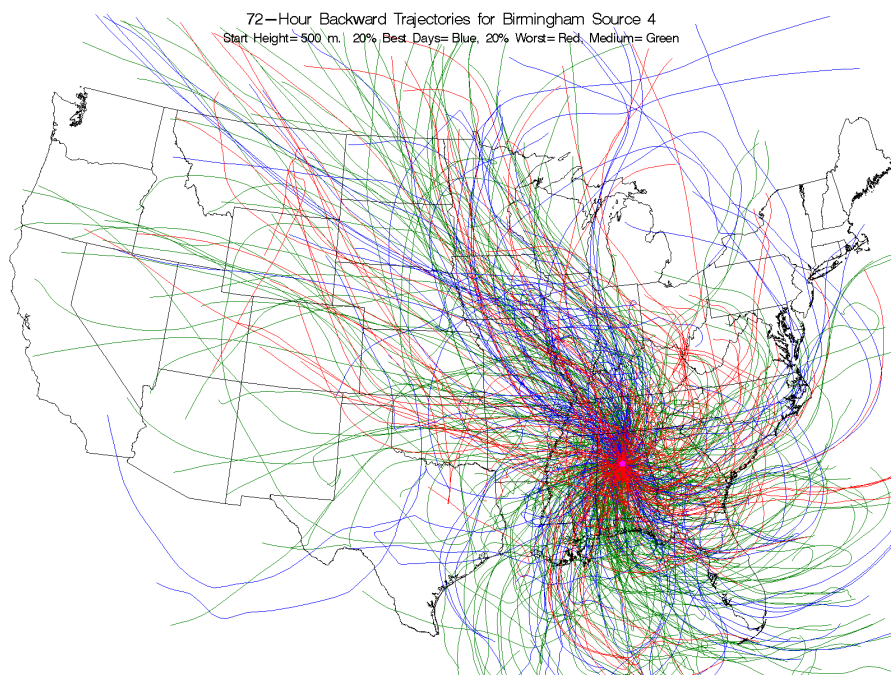 72-Hour Backward Trajectories for Birmingham Source 4
Start Height= 500 m. 20% Best Days= Blue, 20% Worst= Red, Medium= Green